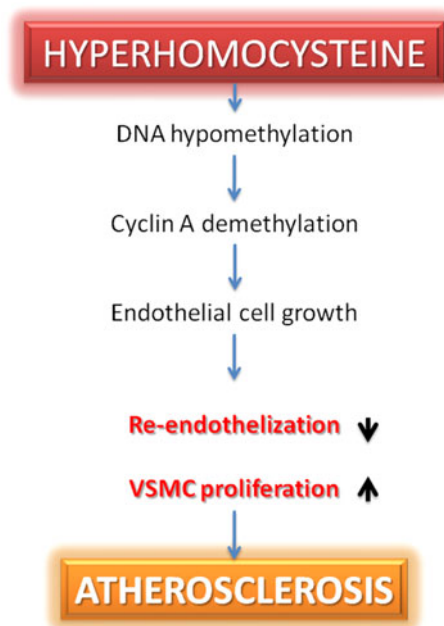 HYPERHOMOCYSTEINE
DNA hypomethylation
Cyclin A demethylation
Endothelial cell growth
Re-endothelization
VSMC proliferation
ATHEROSCLEROSIS